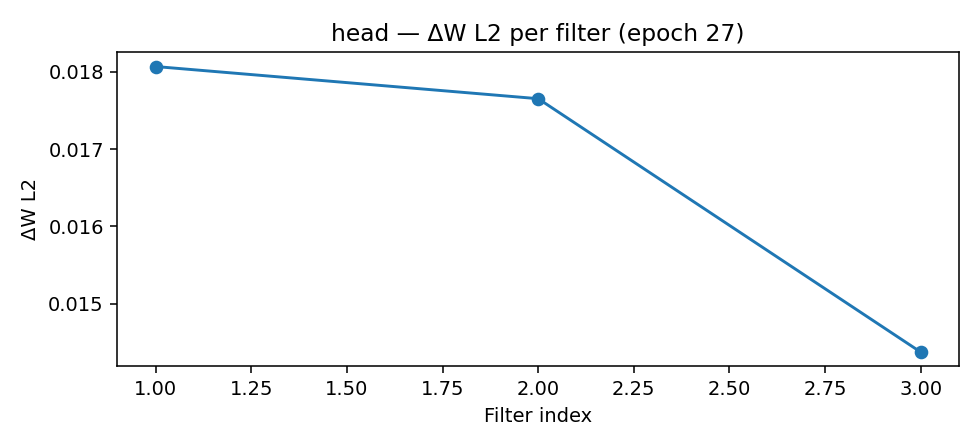 head — ΔW L2 per filter (epoch 27)
0.018
0.017
0.016
0.015
ΔW L2
1.00 1.25 1.50 1.75 2.00 2.25 2.50 2.75 3.00
Filter index